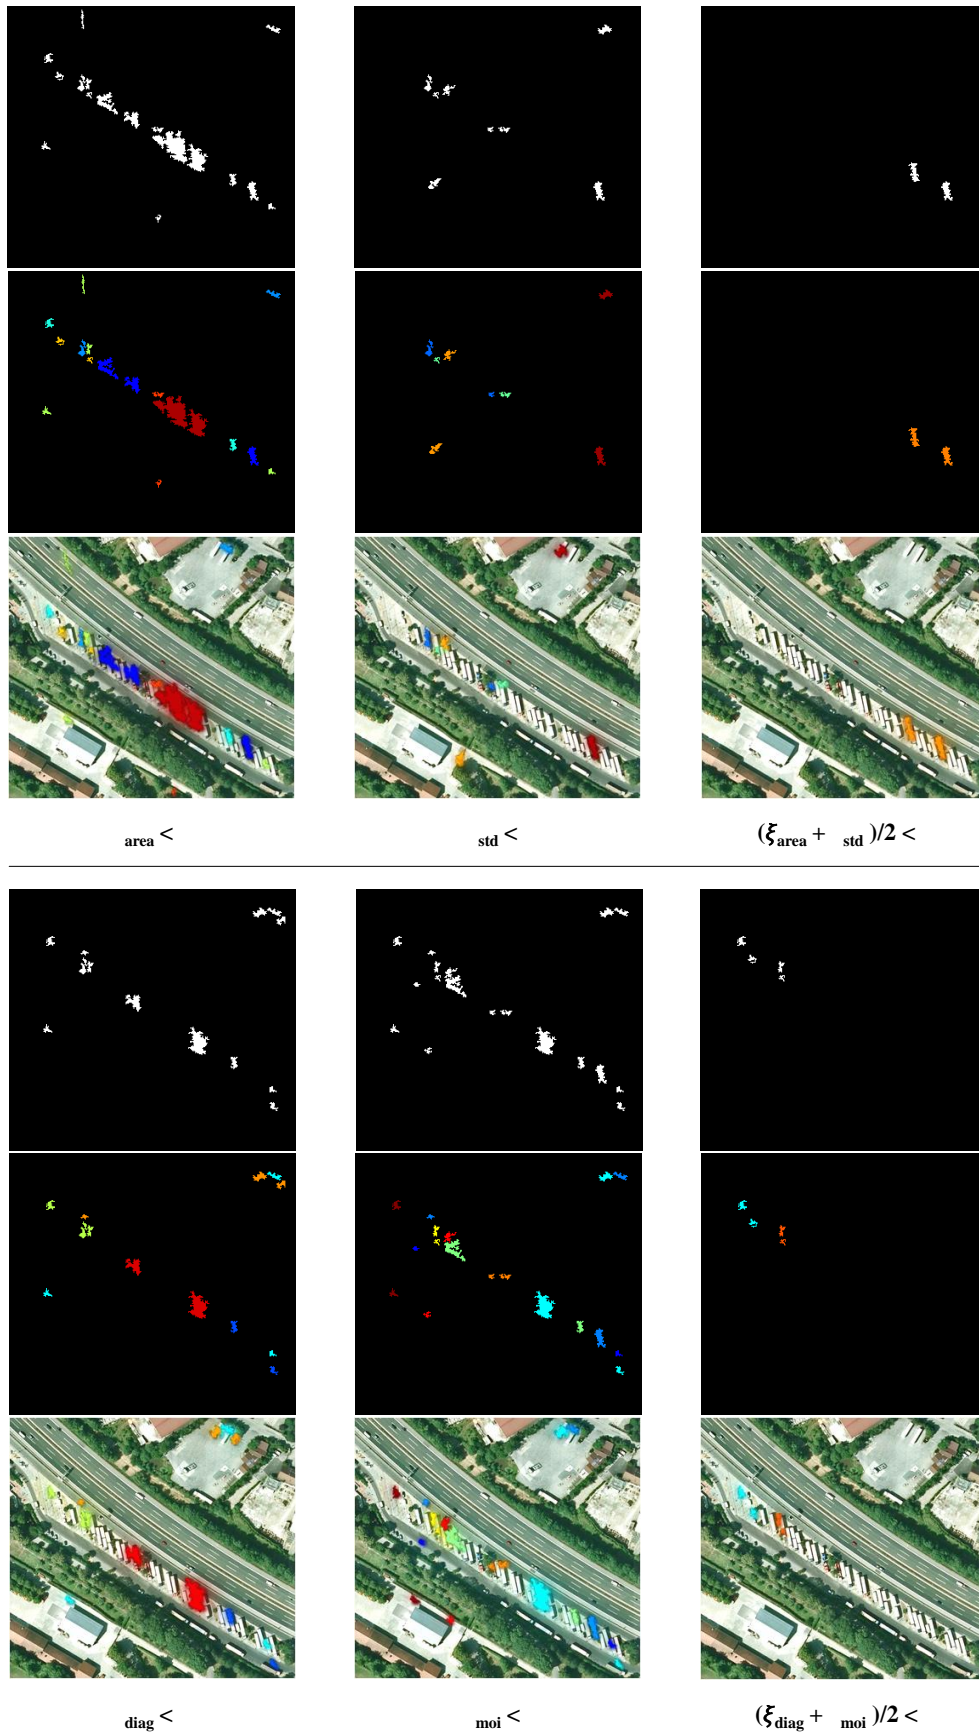 area <
std <
(ξarea + std )/2 <
diag <
moi <
(ξdiag + moi )/2 <